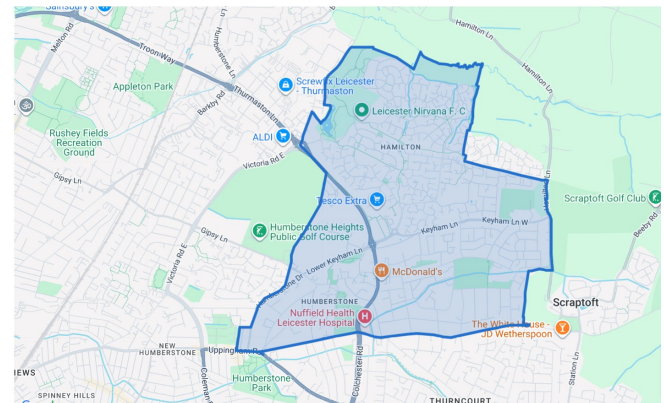 Sainsbury's
Melton Rd
Troon Way
Humberstone Ln
Hamilton Ln
Hamilton Ln
Appleton Park
Barkby Rd
Thurmaston Ln
Screwfix Leicester
- Thurmaston
Leicester Nirvana F. C
Rushey Fields
Recreation
Ground
ALDI
HAMILTON
Victoria Rd E
Gipsy Ln
Tesco Extra
Scraptoft Golf Club
Beeby Rd
Gipsy Ln
Humberstone Heights
Public Golf Course
Keyham Ln
Keyham Ln W
Victoria Rd E
Lower Keyham Ln
McDonald's
HUMBERSTONE
Scraptoft
Nuffield Health
Leicester Hospital
The White House -
JD Wetherspoon
NEW
HUMBERSTONE
Uppingham R
Colchester Rd
Station Ln
Humberstone
Park
SPINNEY HILLS
THURNCOURT